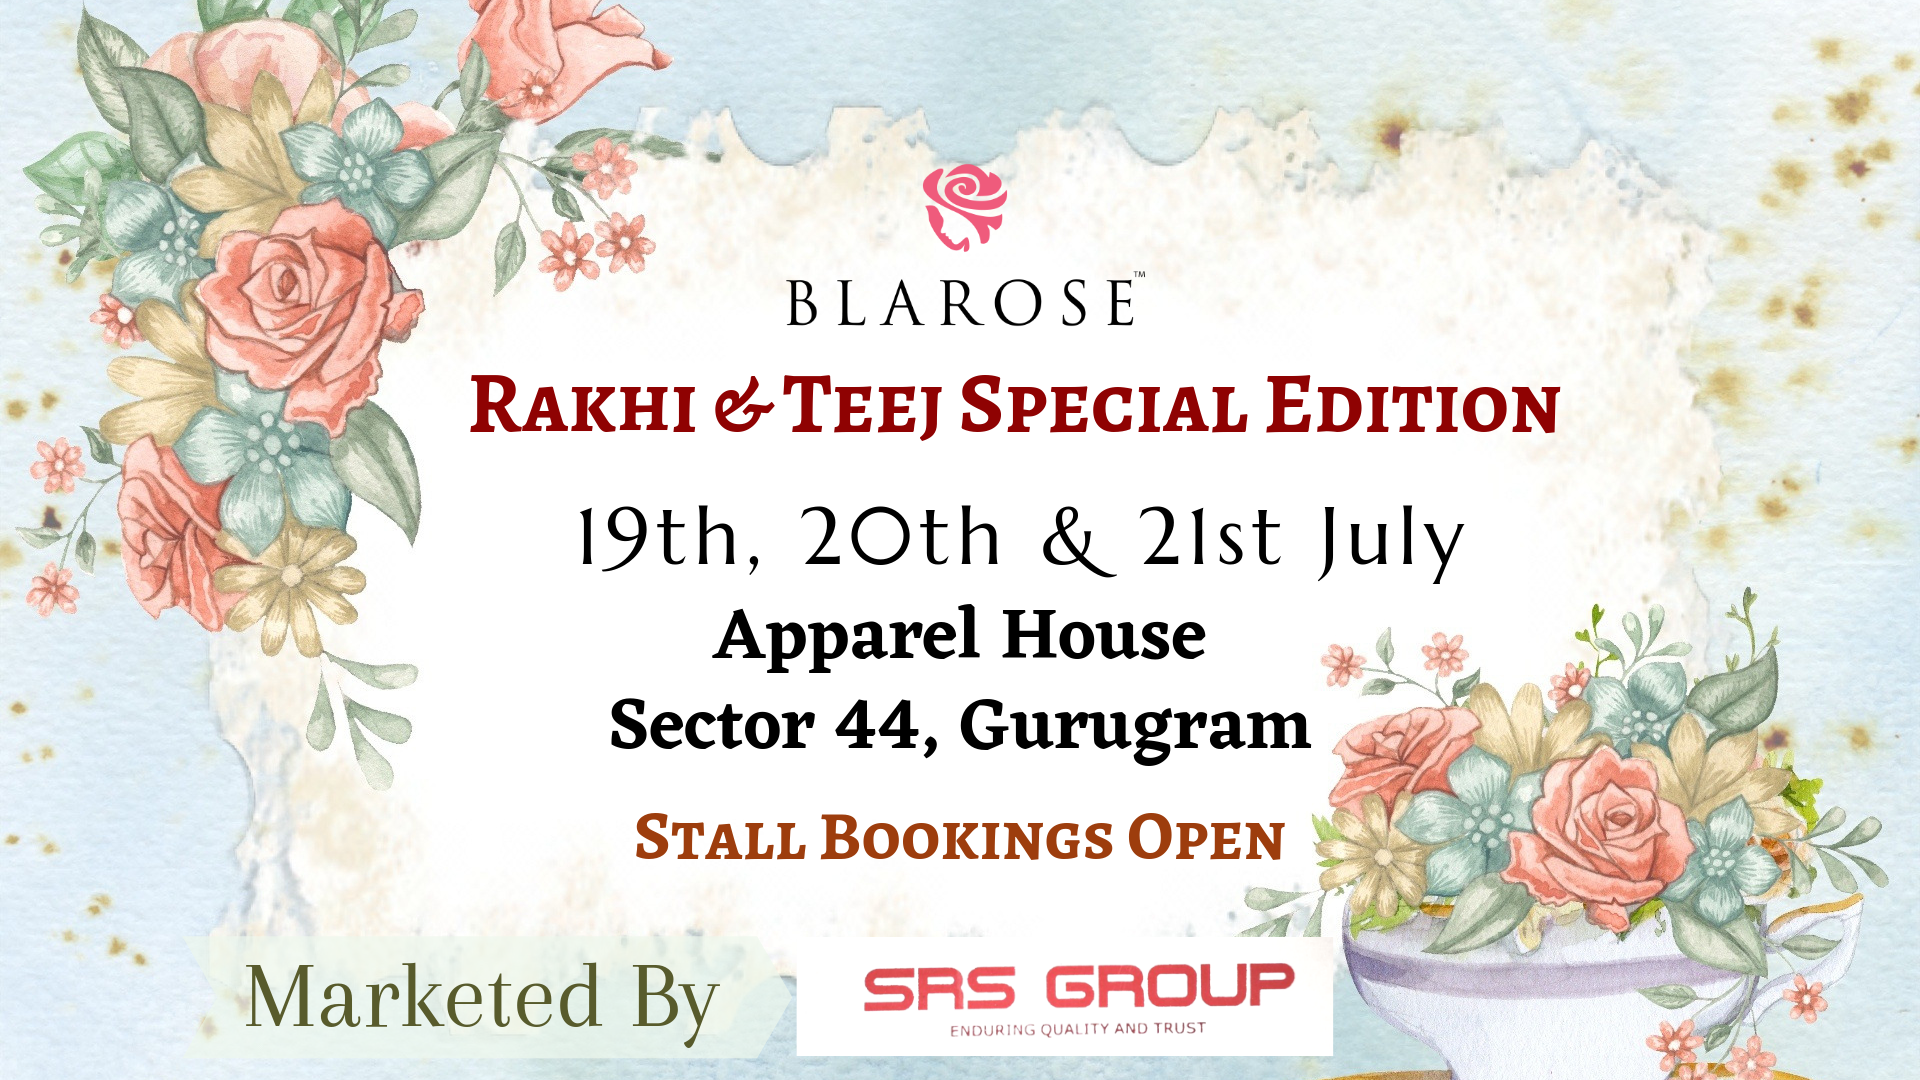 BLAROSE™
Rakhi & Teej Special Edition
19th, 20th & 21st July
Apparel House
Sector 44, Gurugram
Stall Bookings Open
Marketed By
SRS GROUP
ENDURING QUALITY AND TRUST